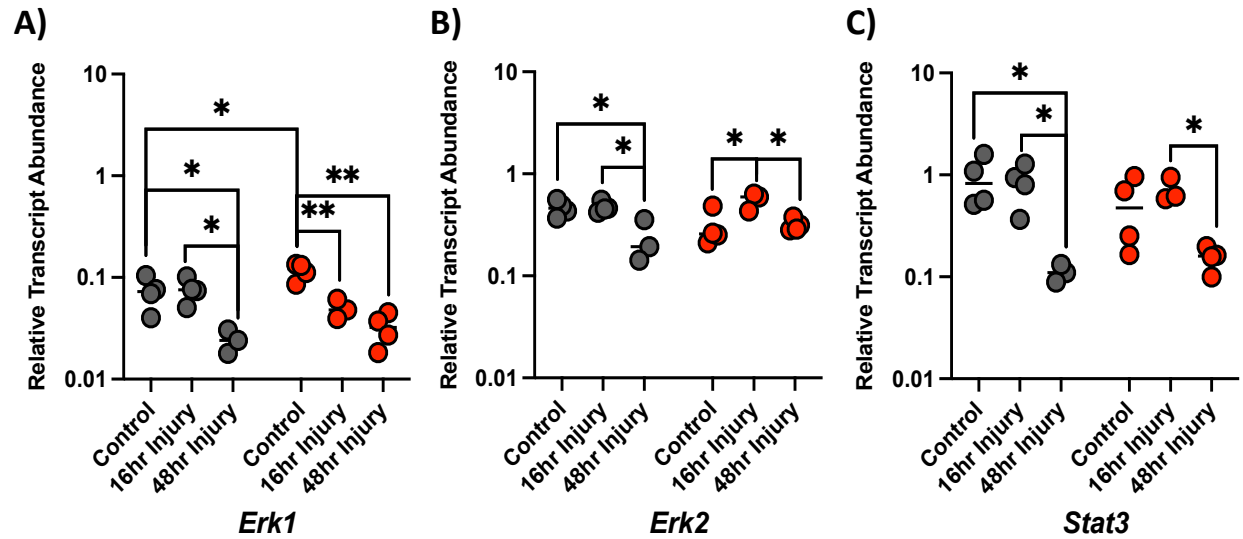 A)
Relative Transcript Abundance
10
1
0.1
0.01
*
*
*
**
**
Control
16hr Injury
48hr Injury
Control
16hr Injury
48hr Injury
Erk1
B)
Relative Transcript Abundance
10
1
0.1
0.01
*
*
*
*
Control
16hr Injury
48hr Injury
Control
16hr Injury
48hr Injury
Erk2
C)
Relative Transcript Abundance
10
1
0.1
0.01
*
*
*
Control
16hr Injury
48hr Injury
Control
16hr Injury
48hr Injury
Stat3